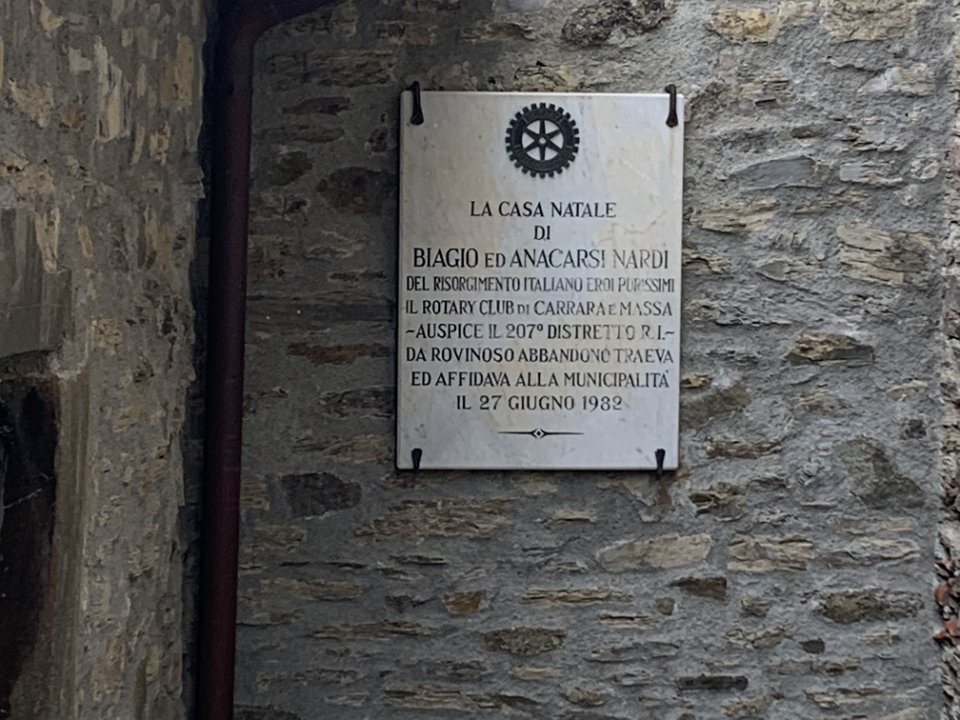 LA CASA NATALE
DI
BIAGIO ED ANACARSI NARDI
DEL RISORGIMENTO ITALIANO EROI PURISSIMI
IL ROTARY CLUB DI CARRARA E MASSA
~AUSPICE IL 207º DISTRETTO R.I.~
DA ROVINOSO ABBANDONO TRAEVA
ED AFFIDAVA ALLA MUNICIPALITÀ
IL 27 GIUGNO 1982